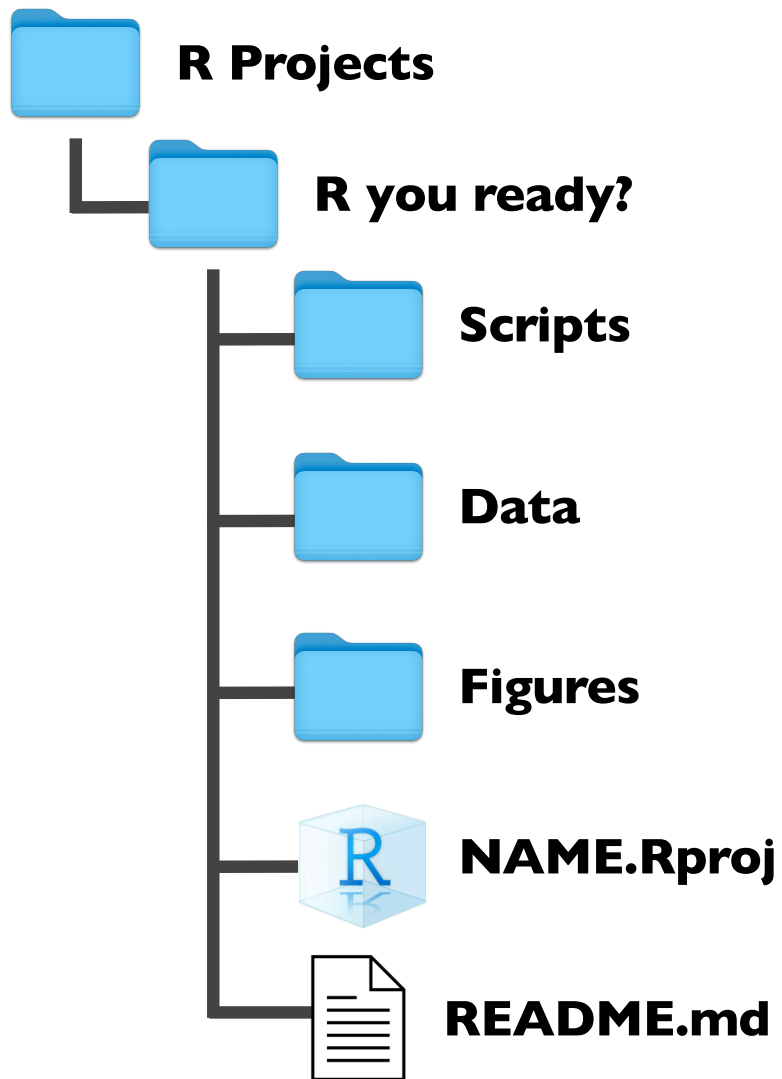 R Projects
R you ready?
Scripts
Data
Figures
R
NAME.Rproj
README.md